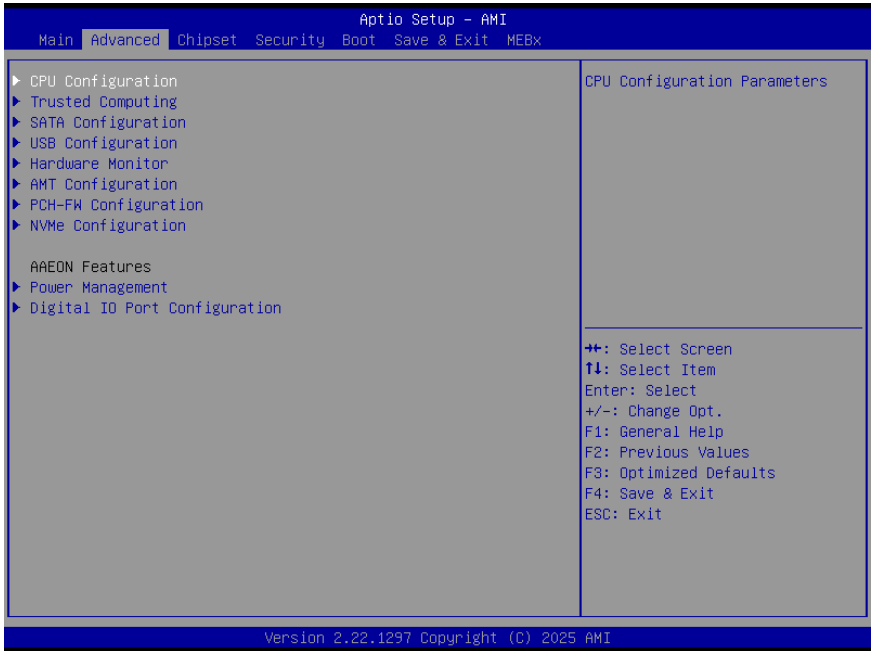 Aptio Setup – AMI
Main Advanced Chipset Security Boot Save & Exit MEBx
CPU Configuration
Trusted Computing
SATA Configuration
USB Configuration
Hardware Monitor
AMT Configuration
PCH-FW Configuration
NVMe Configuration
AAEON Features
Power Management
Digital IO Port Configuration
CPU Configuration Parameters
→←: Select Screen
↑↓: Select Item
Enter: Select
+/-: Change Opt.
F1: General Help
F2: Previous Values
F3: Optimized Defaults
F4: Save & Exit
ESC: Exit
Version 2.22.1297 Copyright (C) 2025 AMI